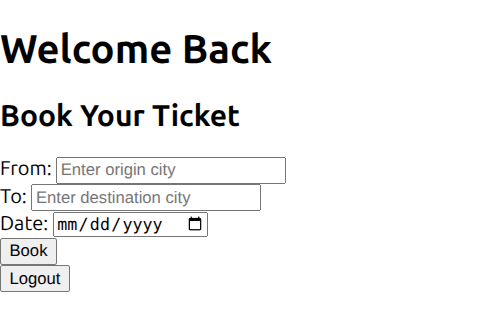 Welcome Back
Book Your Ticket
From: Enter origin city
To: Enter destination city
Date: mm/dd/yyyy
Book
Logout